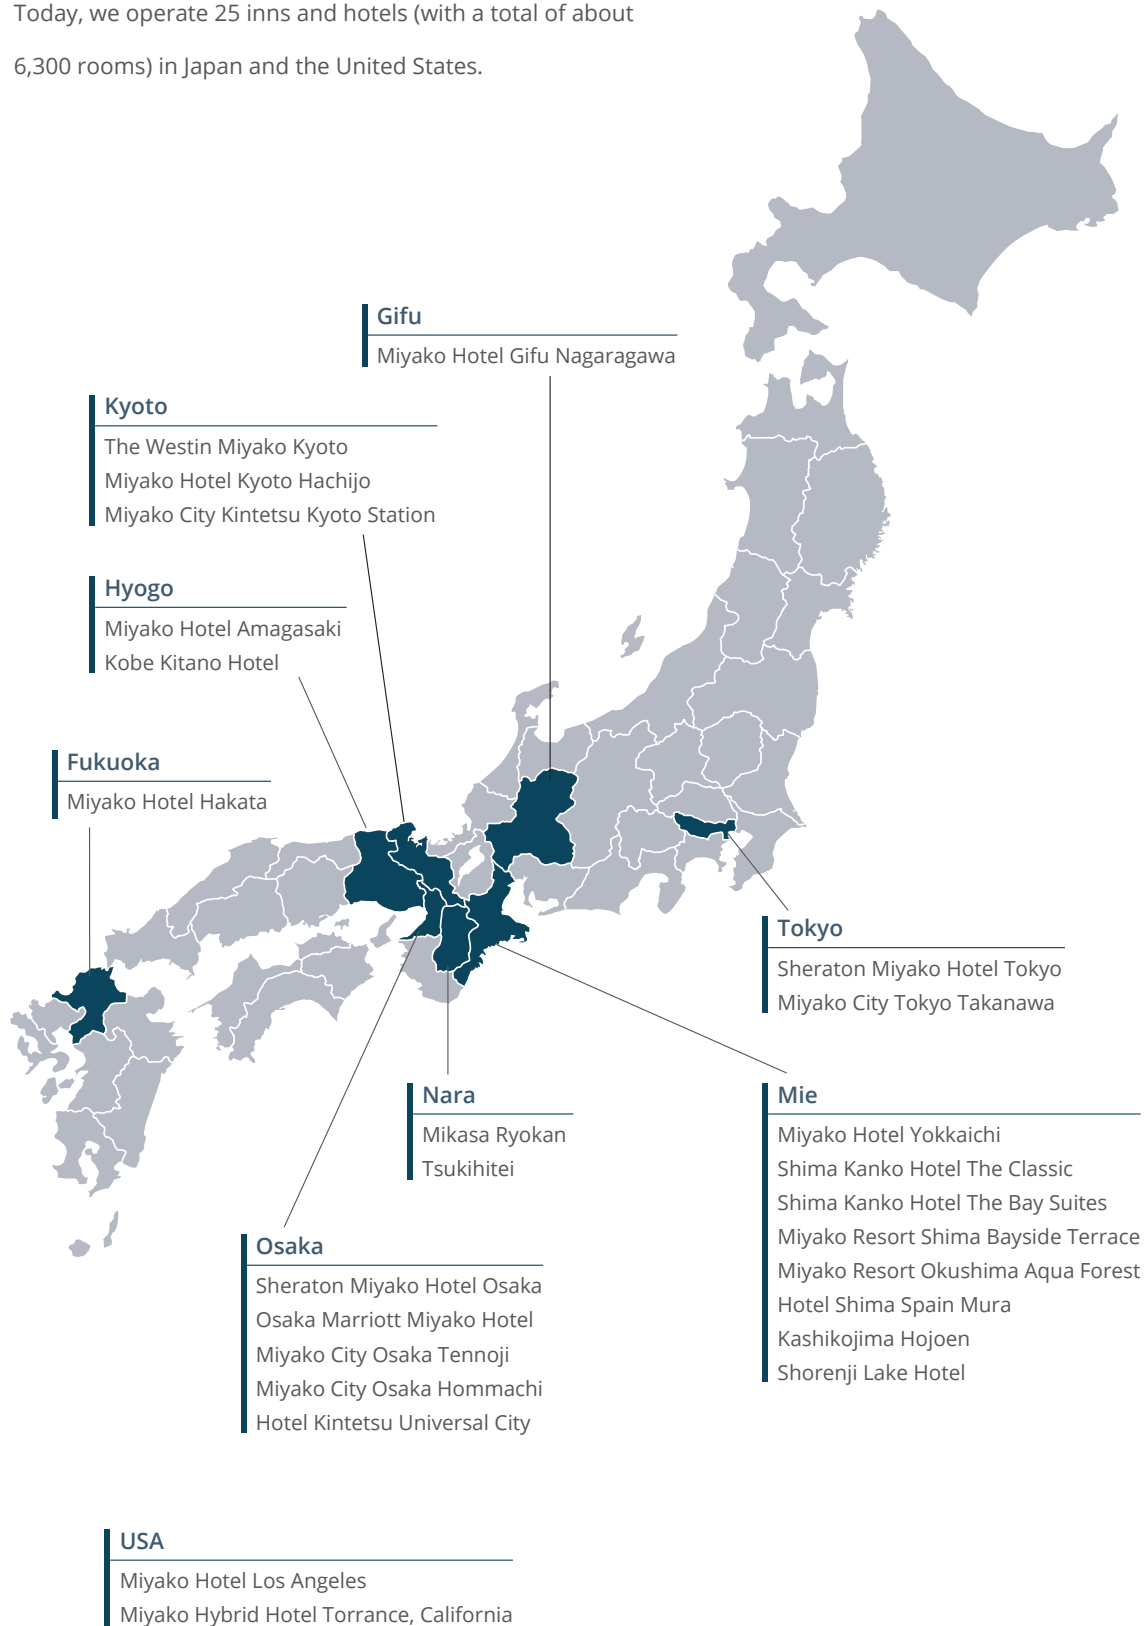 Today, we operate 25 inns and hotels (with a total of about
6,300 rooms) in Japan and the United States.
Gifu
Miyako Hotel Gifu Nagaragawa
Kyoto
The Westin Miyako Kyoto
Miyako Hotel Kyoto Hachijo
Miyako City Kintetsu Kyoto Station
Hyogo
Miyako Hotel Amagasaki
Kobe Kitano Hotel
Fukuoka
Miyako Hotel Hakata
Tokyo
Sheraton Miyako Hotel Tokyo
Miyako City Tokyo Takanawa
Nara
Mikasa Ryokan
Tsukihitei
Mie
Miyako Hotel Yokkaichi
Shima Kanko Hotel The Classic
Shima Kanko Hotel The Bay Suites
Miyako Resort Shima Bayside Terrace
Miyako Resort Okushima Aqua Forest
Hotel Shima Spain Mura
Kashikojima Hojoen
Shorenji Lake Hotel
Osaka
Sheraton Miyako Hotel Osaka
Osaka Marriott Miyako Hotel
Miyako City Osaka Tennoji
Miyako City Osaka Hommachi
Hotel Kintetsu Universal City
USA
Miyako Hotel Los Angeles
Miyako Hybrid Hotel Torrance, California